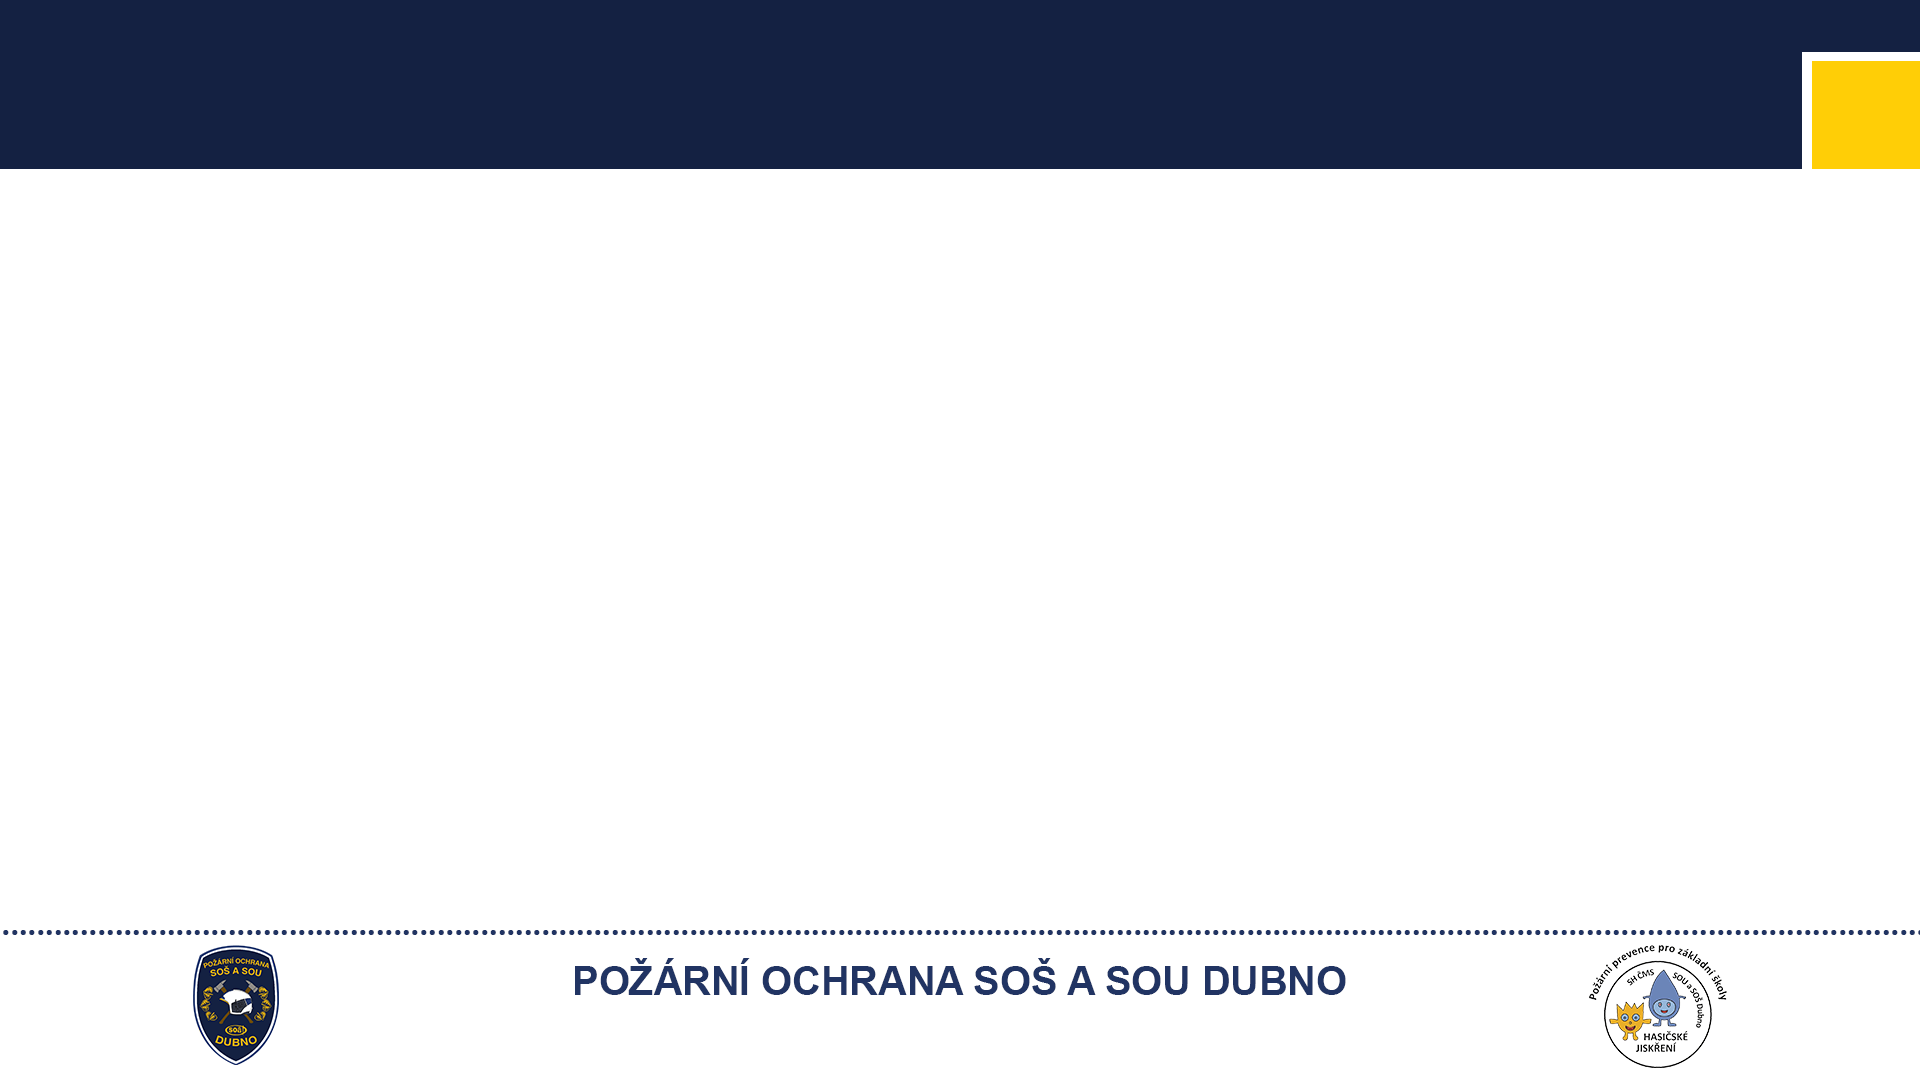 POŽÁRNÍ OCHRANA
SOŠ A SOU
SOŠ!
DUBNO
POŽÁRNÍ OCHRANA SOŠ A SOU DUBNO
Požární prevence pro základní školy
SH ČMS
SOU a SOŠ Dubno
HASIČSKÉ
JISKŘENÍ